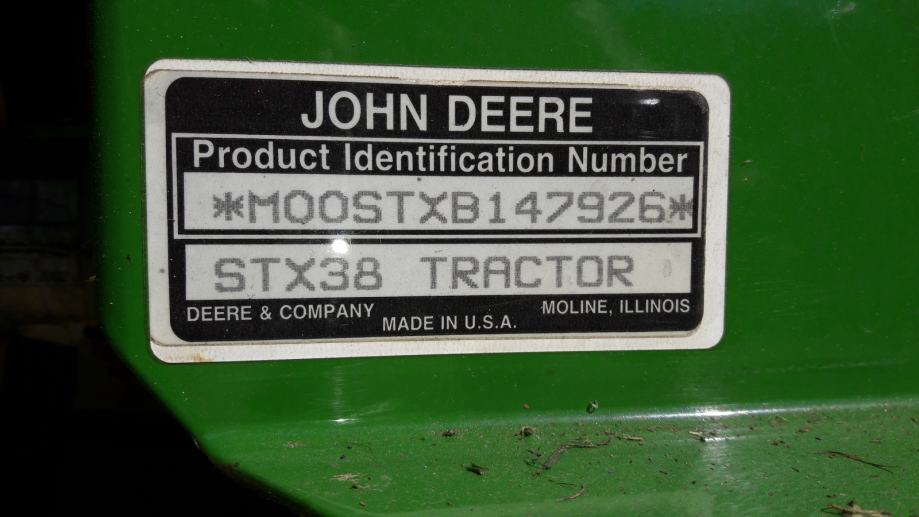 JOHN DEERE
Product Identification Number
*M00STXB147926*
STX38 TRACTOR
DEERE & COMPANY MOLINE, ILLINOIS
MADE IN U.S.A.